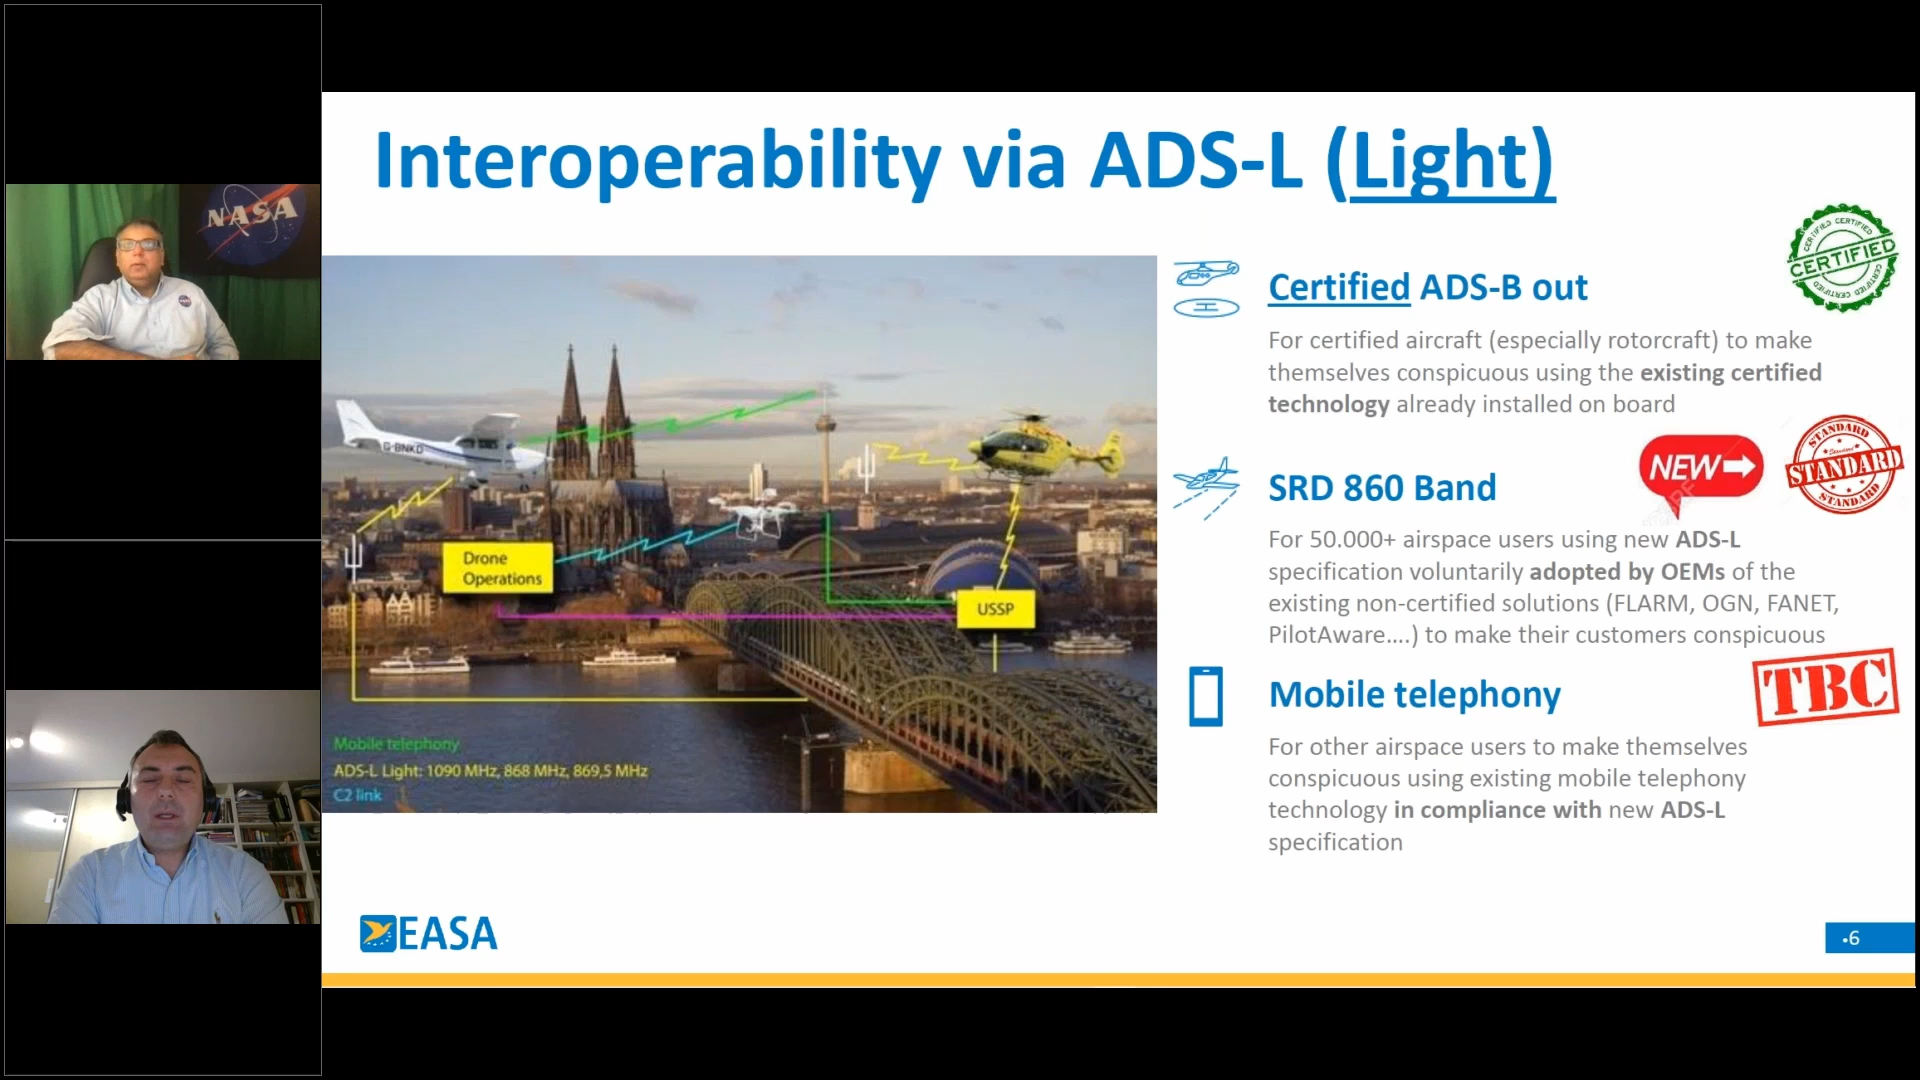 NASA
Interoperability via ADS-L (Light)
CERTIFIED
Certified ADS-B out
For certified aircraft (especially rotorcraft) to make
themselves conspicuous using the existing certified
technology already installed on board
NEW
STANDARD
STANDARD
STANDARD
SRD 860 Band
For 50.000+ airspace users using new ADS-L
specification voluntarily adopted by OEMs of the
existing non-certified solutions (FLARM, OGN, FANET,
PilotAware....) to make their customers conspicuous
TBC
Mobile telephony
For other airspace users to make themselves
conspicuous using existing mobile telephony
technology in compliance with new ADS-L
specification
G-BNKD
Drone
Operations
USSP
Mobile telephony
ADS-L Light: 1090 MHz, 868 MHz, 869,5 MHz
C2 link
EASA
•6